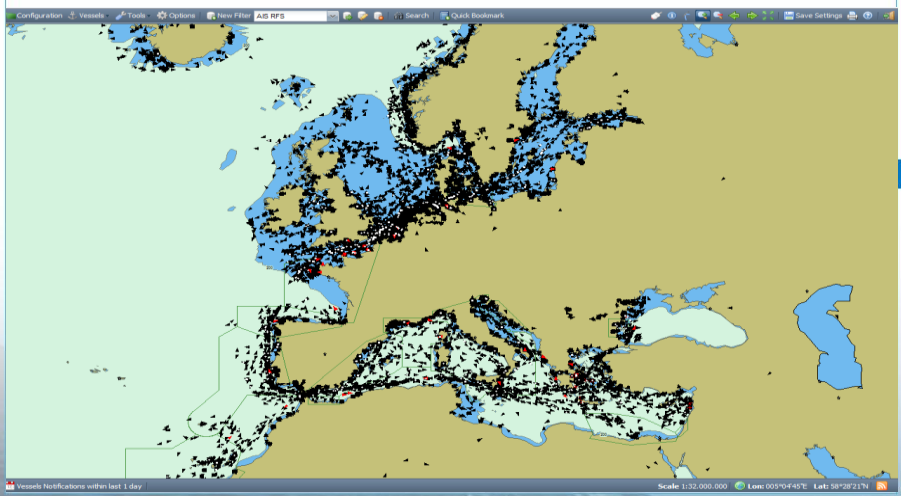 Configuration Vessels Tools Options New Filter AIS RFS Search Quick Bookmark Save Settings
Vessels Notifications within last 1 day Scale 1:32.000.000 Lon: 005°04'45"E Lat: 58°28'21"N